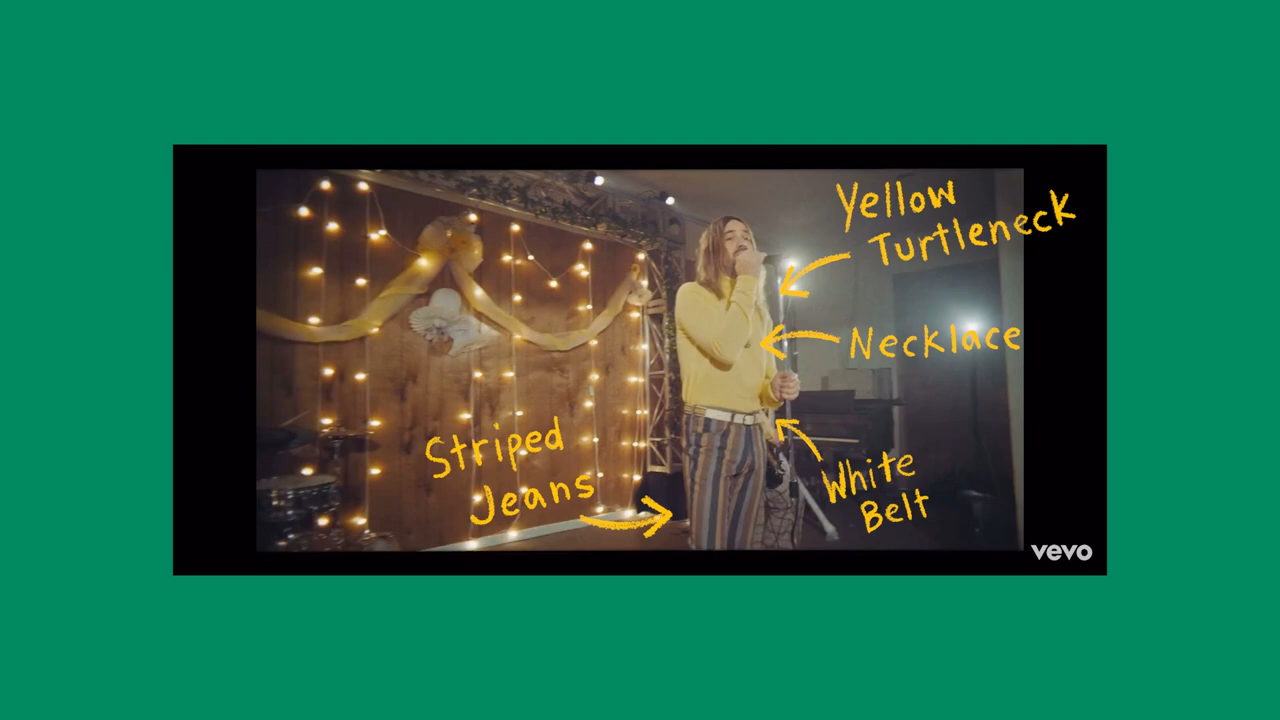 Yellow
Turtleneck
Necklace
Striped
Jeans
White
Belt
vevo